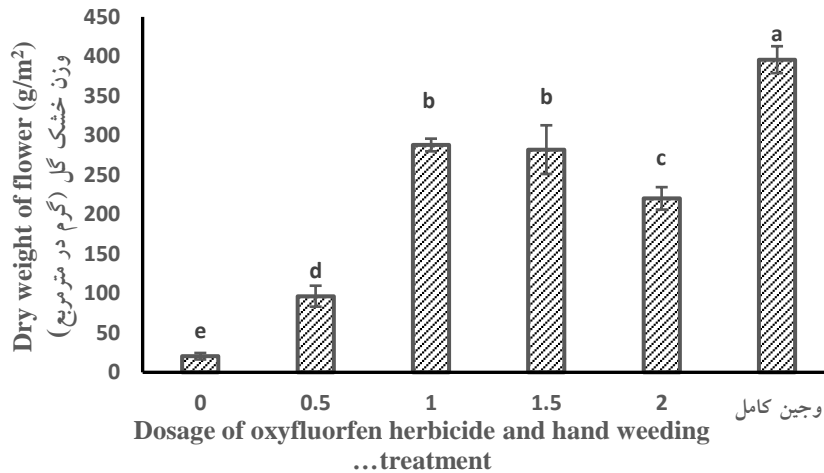 Dry weight of flower (g/m²)
وزن خشک گل (گرم در مترمربع)
450
400
350
300
250
200
150
100
50
0
e
d
b
b
c
a
0
0.5
1
1.5
2
وجین کامل
Dosage of oxyfluorfen herbicide and hand weeding
...treatment